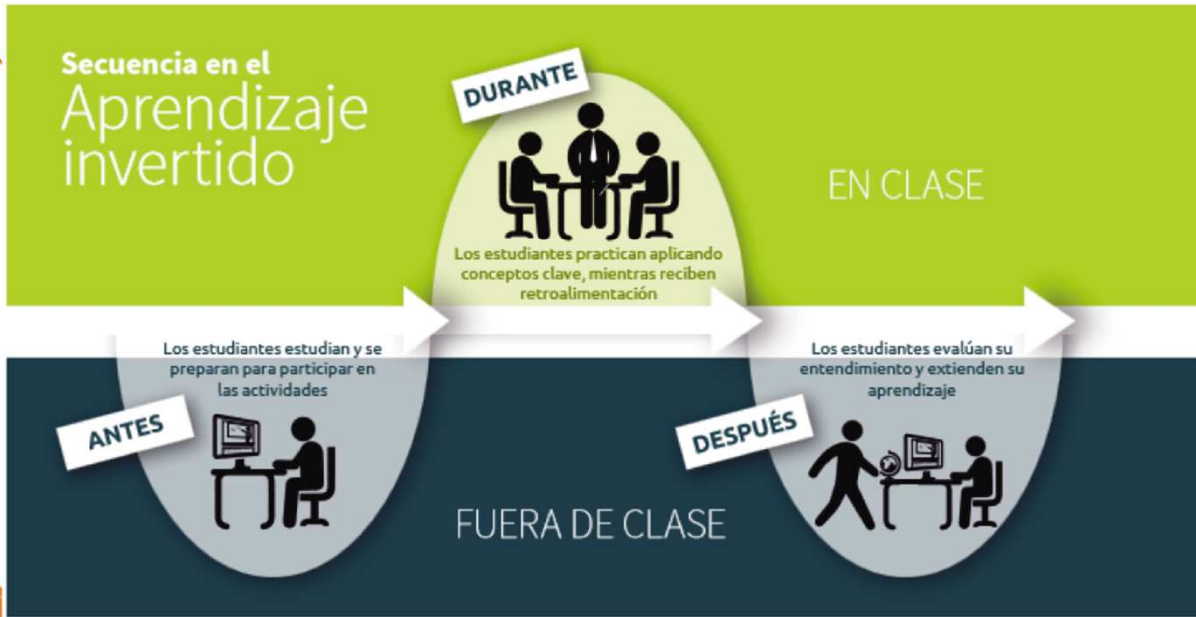 Secuencia en el
Aprendizaje
invertido
DURANTE
EN CLASE
Los estudiantes practican aplicando
conceptos clave, mientras reciben
retroalimentación
Los estudiantes estudian y se
preparan para participar en
las actividades
ANTES
Los estudiantes evalúan su
entendimiento y extienden su
aprendizaje
DESPUÉS
FUERA DE CLASE